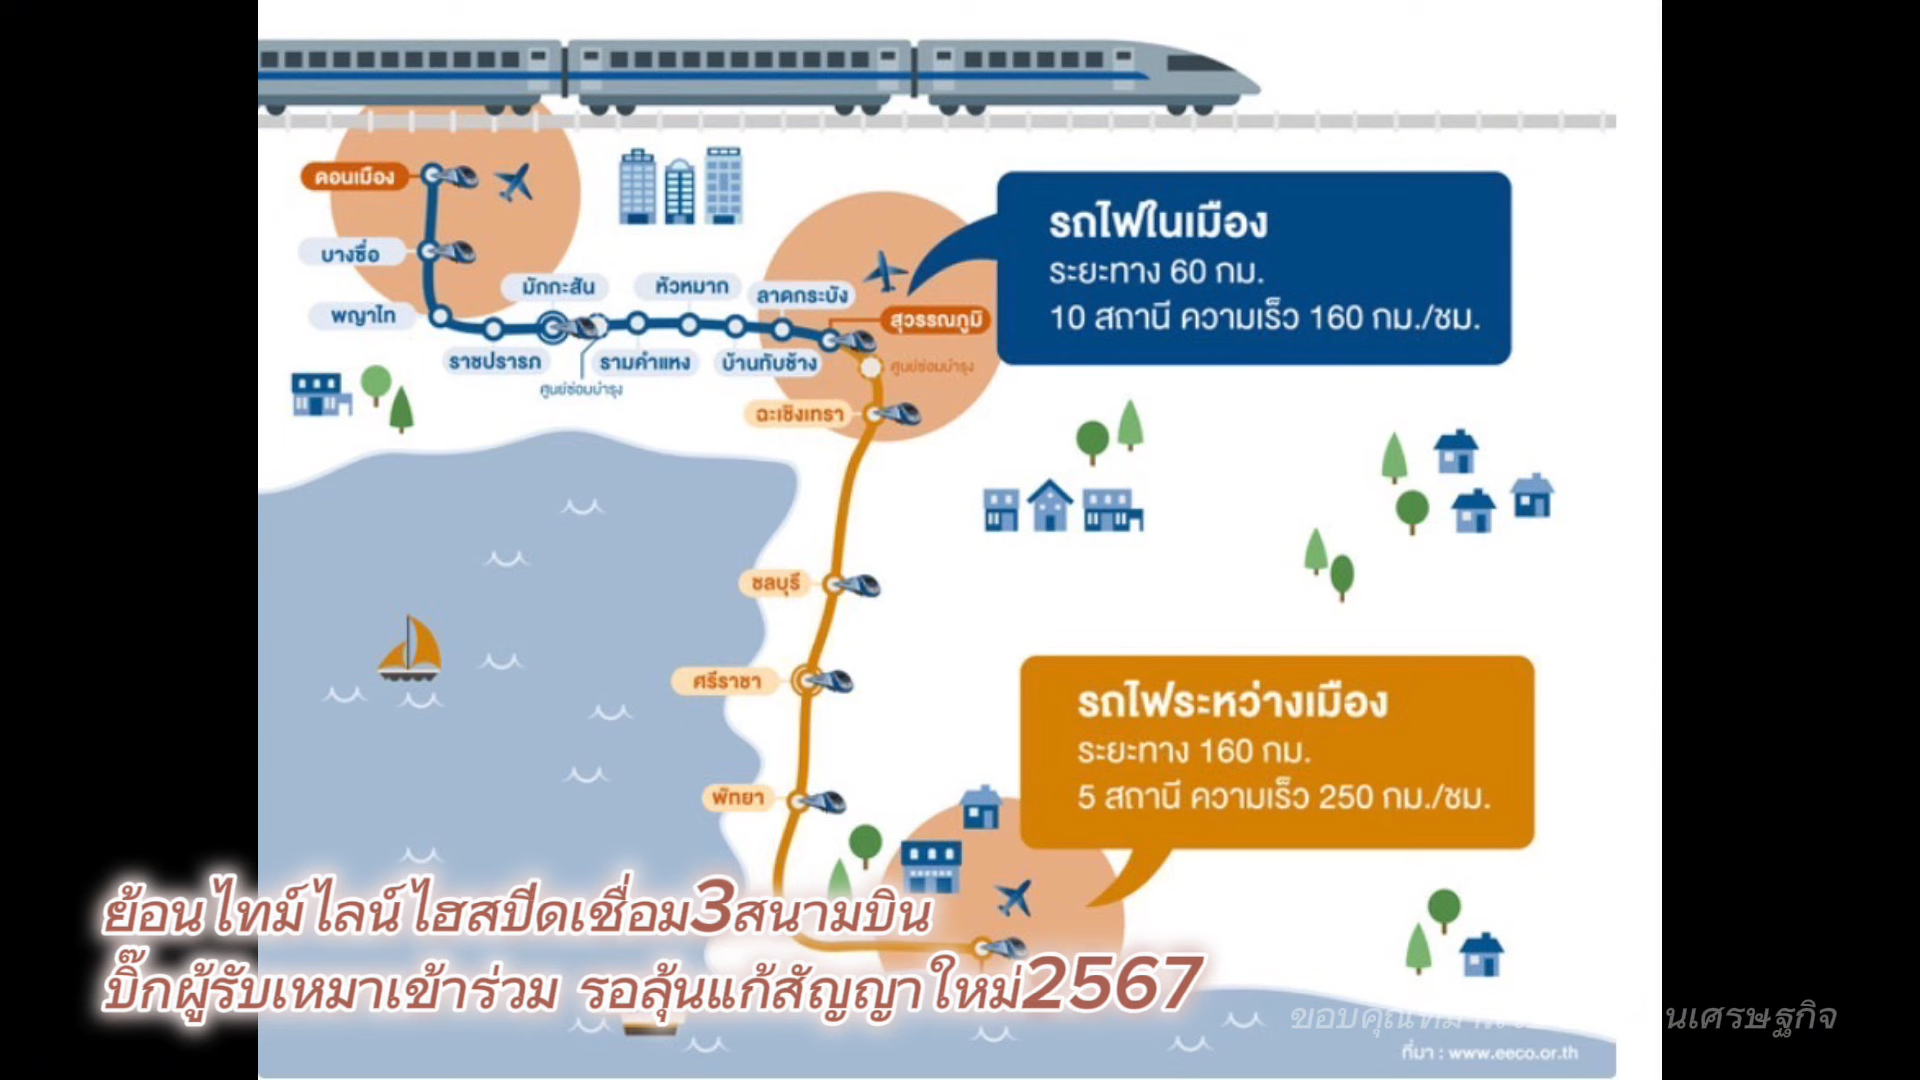 ดอนเมือง
บางซื่อ
พญาไท
มักกะสัน
หัวหมาก
ลาดกระบัง
สุวรรณภูมิ
ราชปรารภ
รามคำแหง
บ้านทับช้าง
ศูนย์ซ่อมบำรุง
ศูนย์ซ่อมบำรุง
รถไฟในเมือง
ระยะทาง 60 กม.
10 สถานี ความเร็ว 160 กม./ชม.
ฉะเชิงเทรา
ชลบุรี
ศรีราชา
พัทยา
รถไฟระหว่างเมือง
ระยะทาง 160 กม.
5 สถานี ความเร็ว 250 กม./ชม.
ย้อนไทม์ไลน์ไฮสปีดเชื่อม3สนามบิน
บิ๊กผู้รับเหมาเข้าร่วม รอลุ้นแก้สัญญาใหม่2567
ขอบคุณที่มา นเศรษฐกิจ
ที่มา : www.eeco.or.th